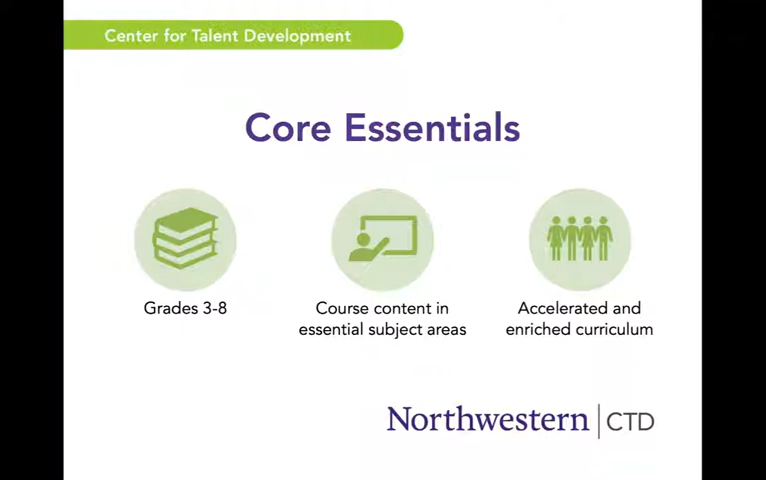 Center for Talent Development
Core Essentials
Grades 3-8
Course content in
essential subject areas
Accelerated and
enriched curriculum
Northwestern | CTD